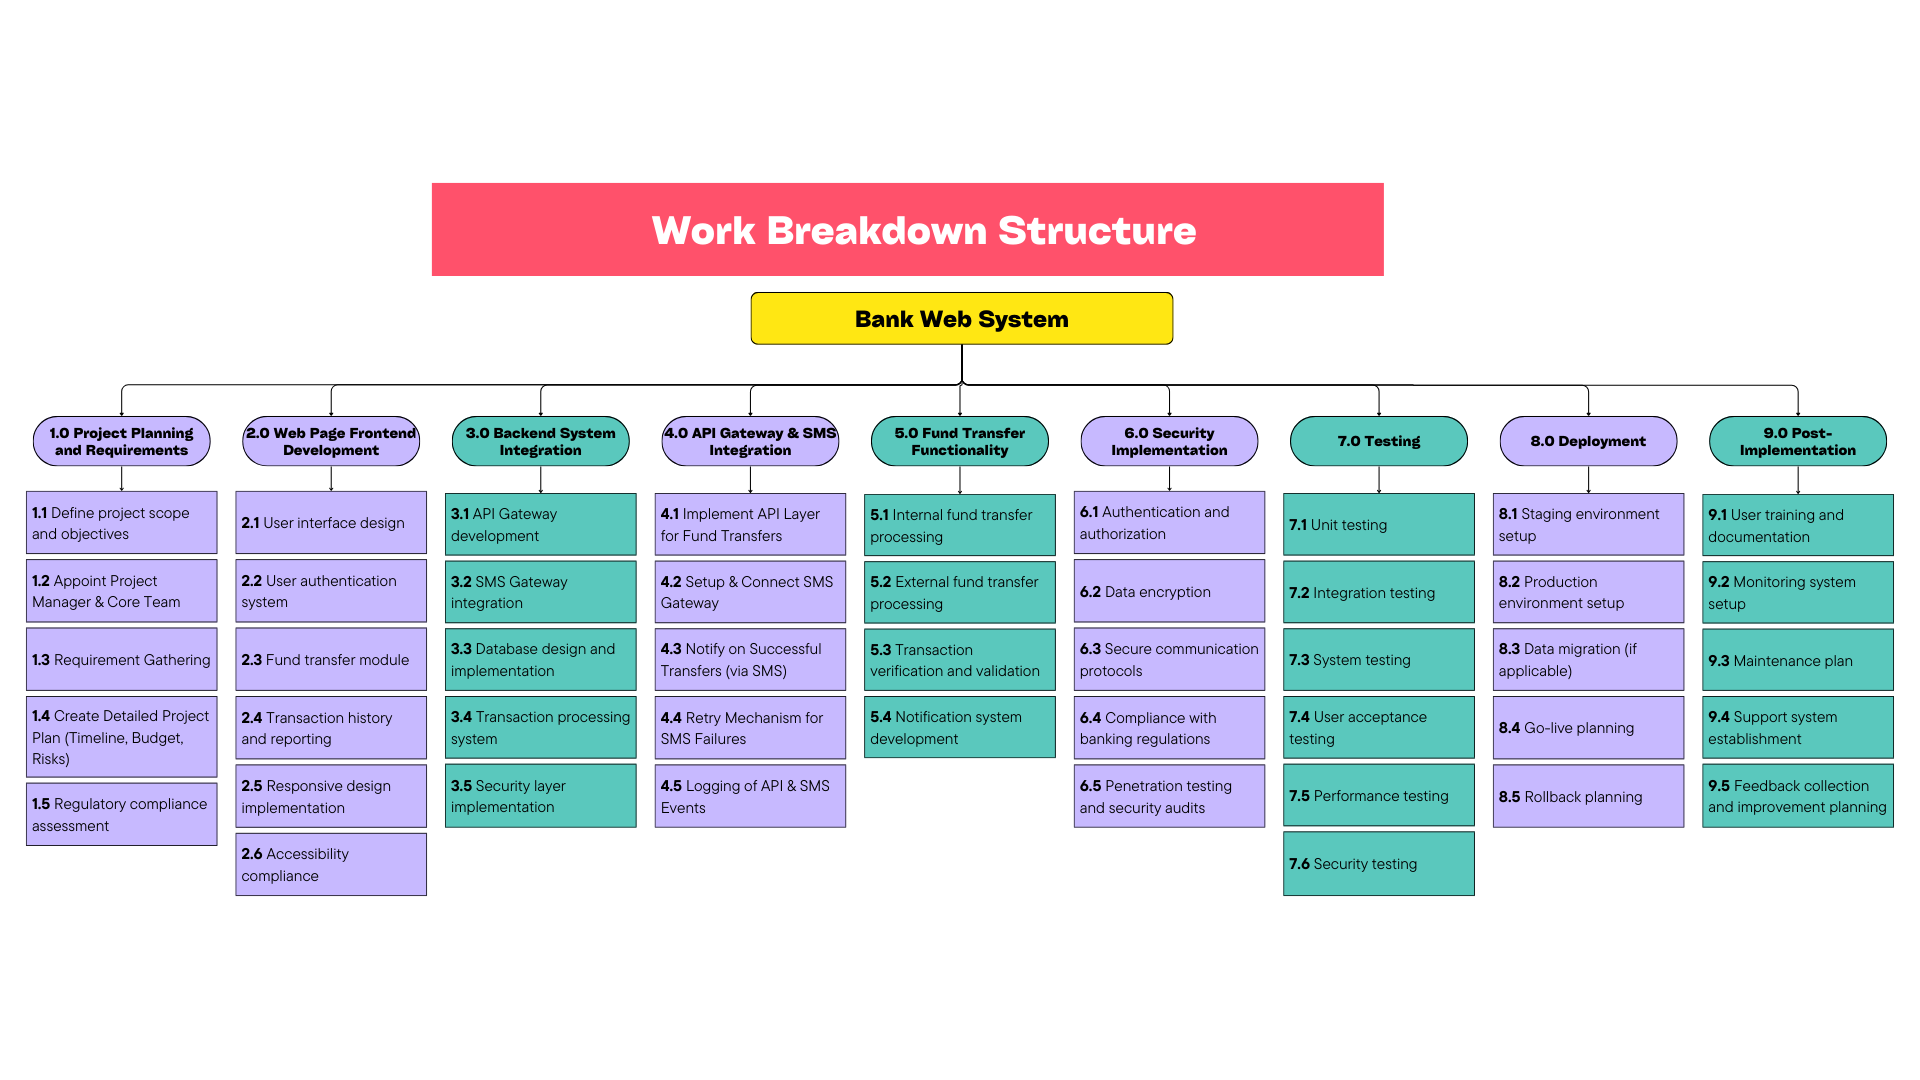 Work Breakdown Structure
Bank Web System
1.0 Project Planning
and Requirements
1.1 Define project scope
and objectives
1.2 Appoint Project
Manager & Core Team
1.3 Requirement Gathering
1.4 Create Detailed Project
Plan (Timeline, Budget,
Risks)
1.5 Regulatory compliance
assessment
2.0 Web Page Frontend
Development
2.1 User interface design
2.2 User authentication
system
2.3 Fund transfer module
2.4 Transaction history
and reporting
2.5 Responsive design
implementation
2.6 Accessibility
compliance
3.0 Backend System
Integration
3.1 API Gateway
development
3.2 SMS Gateway
integration
3.3 Database design and
implementation
3.4 Transaction processing
system
3.5 Security layer
implementation
4.0 API Gateway & SMS
Integration
4.1 Implement API Layer
for Fund Transfers
4.2 Setup & Connect SMS
Gateway
4.3 Notify on Successful
Transfers (via SMS)
4.4 Retry Mechanism for
SMS Failures
4.5 Logging of API & SMS
Events
5.0 Fund Transfer
Functionality
5.1 Internal fund transfer
processing
5.2 External fund transfer
processing
5.3 Transaction
verification and validation
5.4 Notification system
development
6.0 Security
Implementation
6.1 Authentication and
authorization
6.2 Data encryption
6.3 Secure communication
protocols
6.4 Compliance with
banking regulations
6.5 Penetration testing
and security audits
7.0 Testing
7.1 Unit testing
7.2 Integration testing
7.3 System testing
7.4 User acceptance
testing
7.5 Performance testing
7.6 Security testing
8.0 Deployment
8.1 Staging environment
setup
8.2 Production
environment setup
8.3 Data migration (if
applicable)
8.4 Go-live planning
8.5 Rollback planning
9.0 Post-
Implementation
9.1 User training and
documentation
9.2 Monitoring system
setup
9.3 Maintenance plan
9.4 Support system
establishment
9.5 Feedback collection
and improvement planning